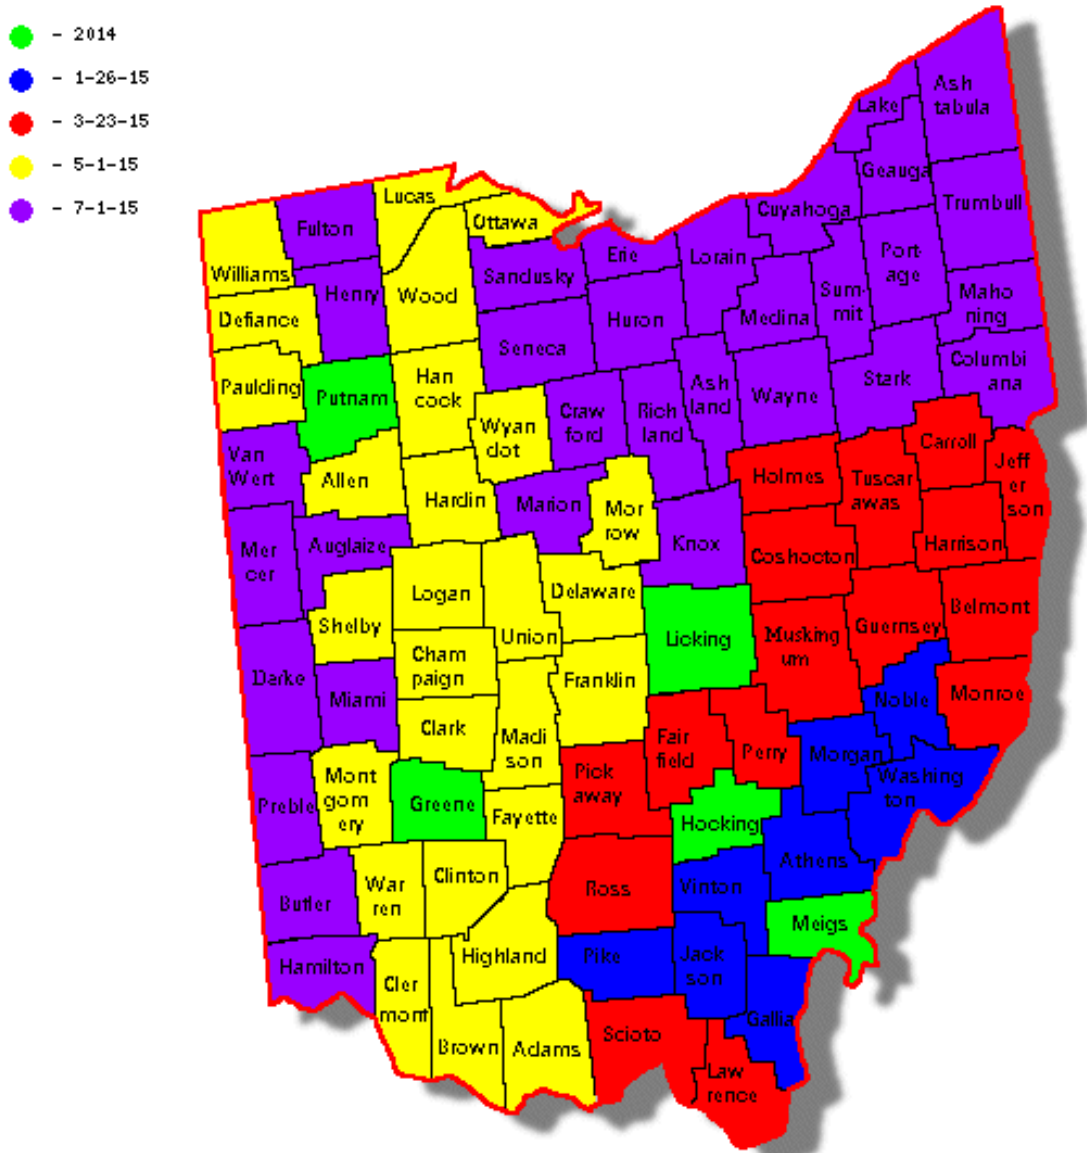 - 2014
- 1-26-15
- 3-23-15
- 5-1-15
- 7-1-15
Ash
tabula
Lake
Geauga
Lucas
Ottawa
Cuyahoga
Trumbull
Fulton
Williams
Henry
Wood
Sandusky
Erie
Lorain
Port-
age
Sum-
mit
Medina
Maho
ning
Defiance
Huron
Seneca
Columbi
ana
Stark
Paulding
Putnam
Han
cock
Ash
land
Wayne
Craw
ford
Rich
land
Wyan
dot
Carroll
Van
Wert
Allen
Hardin
Marion
Mor
row
Holmes
Tuscar
awas
Jeff
er
son
Mer
cer
Auglaize
Knox
Coshocton
Harrison
Logan
Delaware
Belmont
Shelby
Union
Licking
Musking
um
Guernsey
Cham
paign
Franklin
Darke
Miami
Noble
Monroe
Clark
Madi
son
Fair
field
Perry
Morgan
Washing
ton
Preble
Mont
gom
ery
Greene
Fayette
Pick
away
Hocking
Athens
Butler
War
ren
Clinton
Ross
Vinton
Meigs
Hamilton
Highland
Pike
Jack
son
Cler
mont
Gallia
Brown
Adams
Scioto
Law
rence